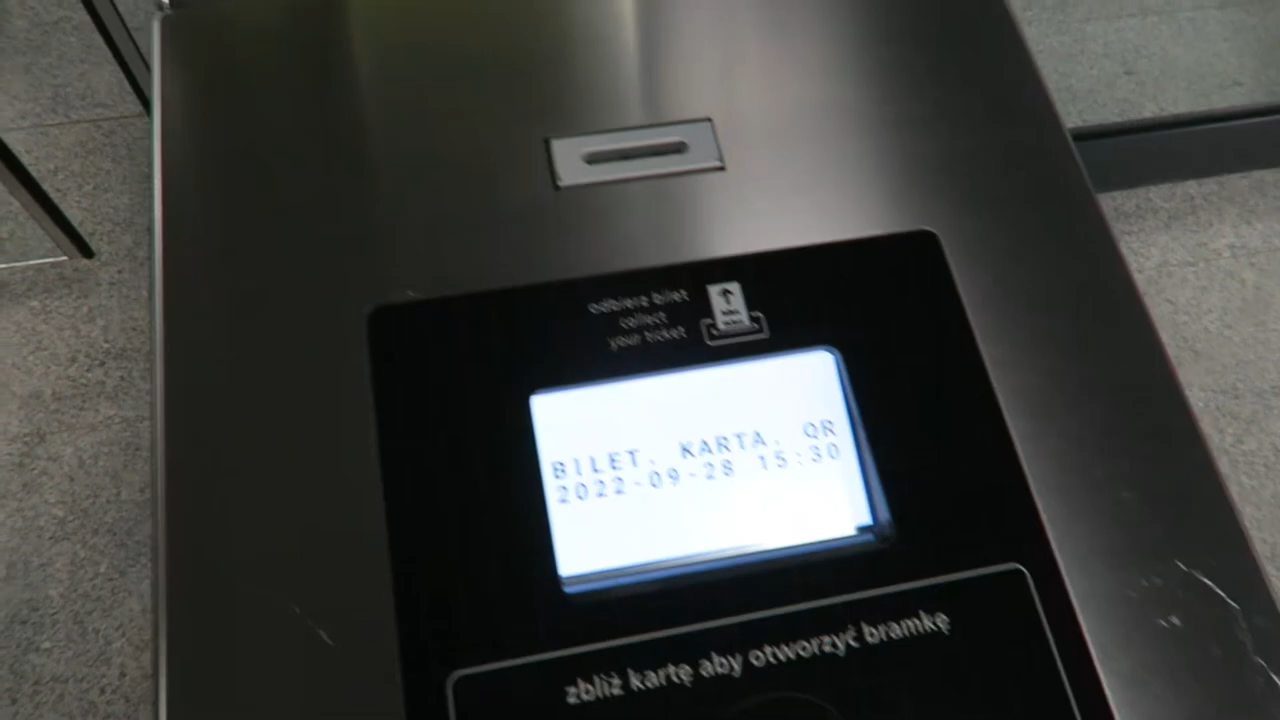 odbierz bilet
collect
your ticket
BILET, KARTA, QR
2022-09-28 15:30
zbliż kartę aby otworzyć bramkę